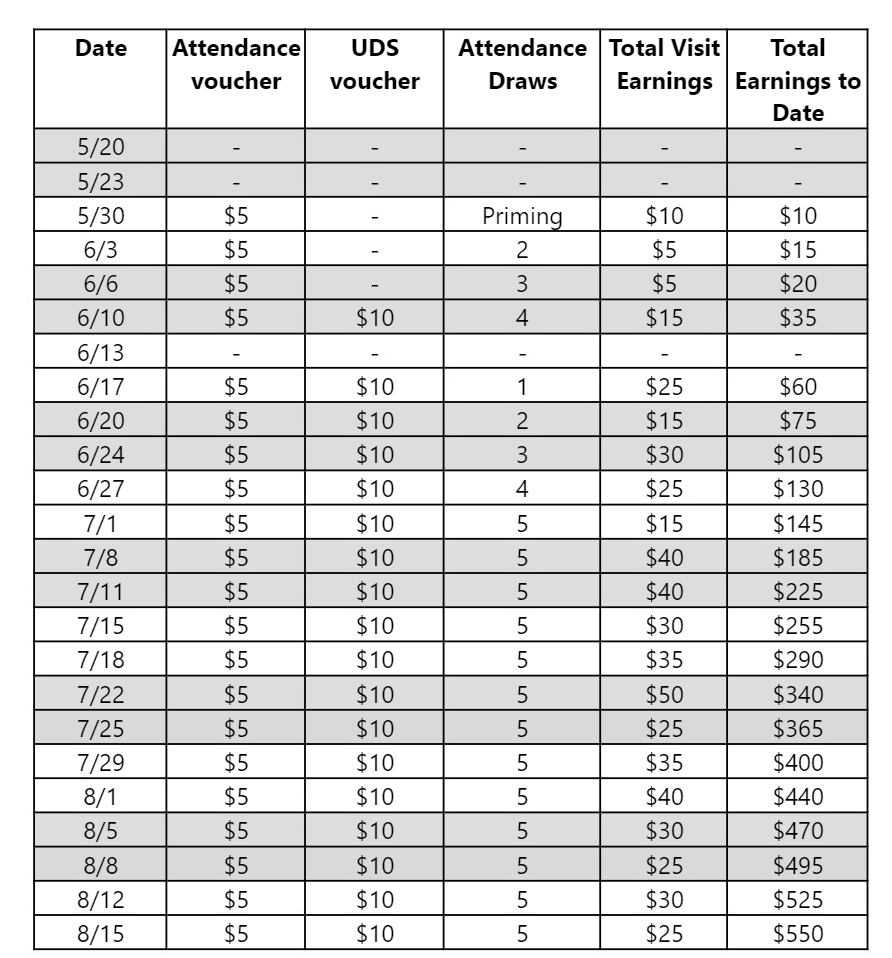 Date Attendance voucher UDS voucher Attendance Draws Total Visit Earnings Total Earnings to Date
5/20 - - - - -
5/23 - - - - -
5/30 $5 - Priming $10 $10
6/3 $5 - 2 $5 $15
6/6 $5 - 3 $5 $20
6/10 $5 $10 4 $15 $35
6/13 - - - - -
6/17 $5 $10 1 $25 $60
6/20 $5 $10 2 $15 $75
6/24 $5 $10 3 $30 $105
6/27 $5 $10 4 $25 $130
7/1 $5 $10 5 $15 $145
7/8 $5 $10 5 $40 $185
7/11 $5 $10 5 $40 $225
7/15 $5 $10 5 $30 $255
7/18 $5 $10 5 $35 $290
7/22 $5 $10 5 $50 $340
7/25 $5 $10 5 $25 $365
7/29 $5 $10 5 $35 $400
8/1 $5 $10 5 $40 $440
8/5 $5 $10 5 $30 $470
8/8 $5 $10 5 $25 $495
8/12 $5 $10 5 $30 $525
8/15 $5 $10 5 $25 $550